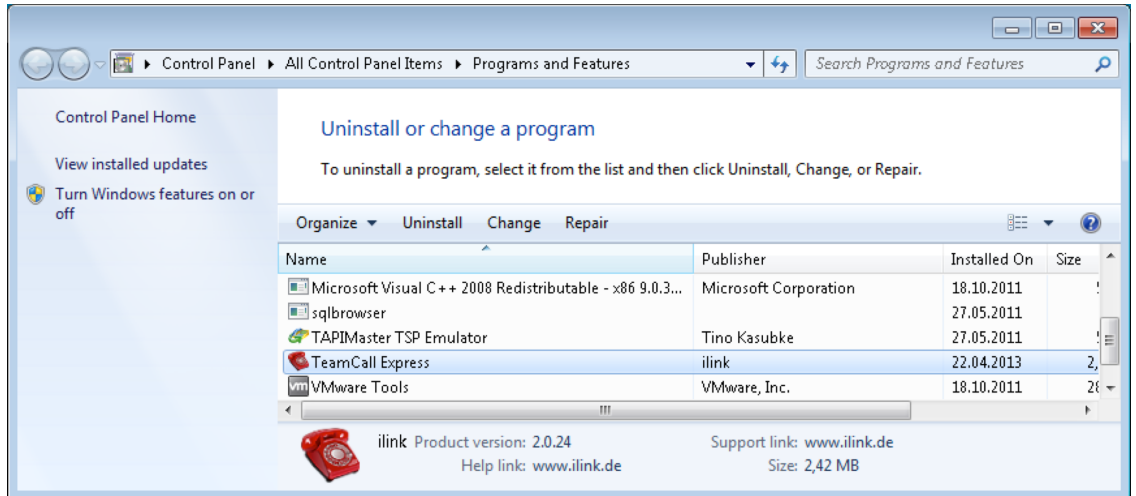 Control Panel All Control Panel Items Programs and Features Search Programs and Features
Control Panel Home
View installed updates
Turn Windows features on or
off
Uninstall or change a program
To uninstall a program, select it from the list and then click Uninstall, Change, or Repair.
Organize Uninstall Change Repair
Name Publisher Installed On Size
Microsoft Visual C++ 2008 Redistributable - x86 9.0.3... Microsoft Corporation 18.10.2011
sqlbrowser 27.05.2011
TAPIMaster TSP Emulator Tino Kasubke 27.05.2011
TeamCall Express ilink 22.04.2013 2,
vm VMware Tools VMware, Inc. 18.10.2011 28
ilink Product version: 2.0.24 Support link: www.ilink.de
Help link: www.ilink.de Size: 2,42 MB